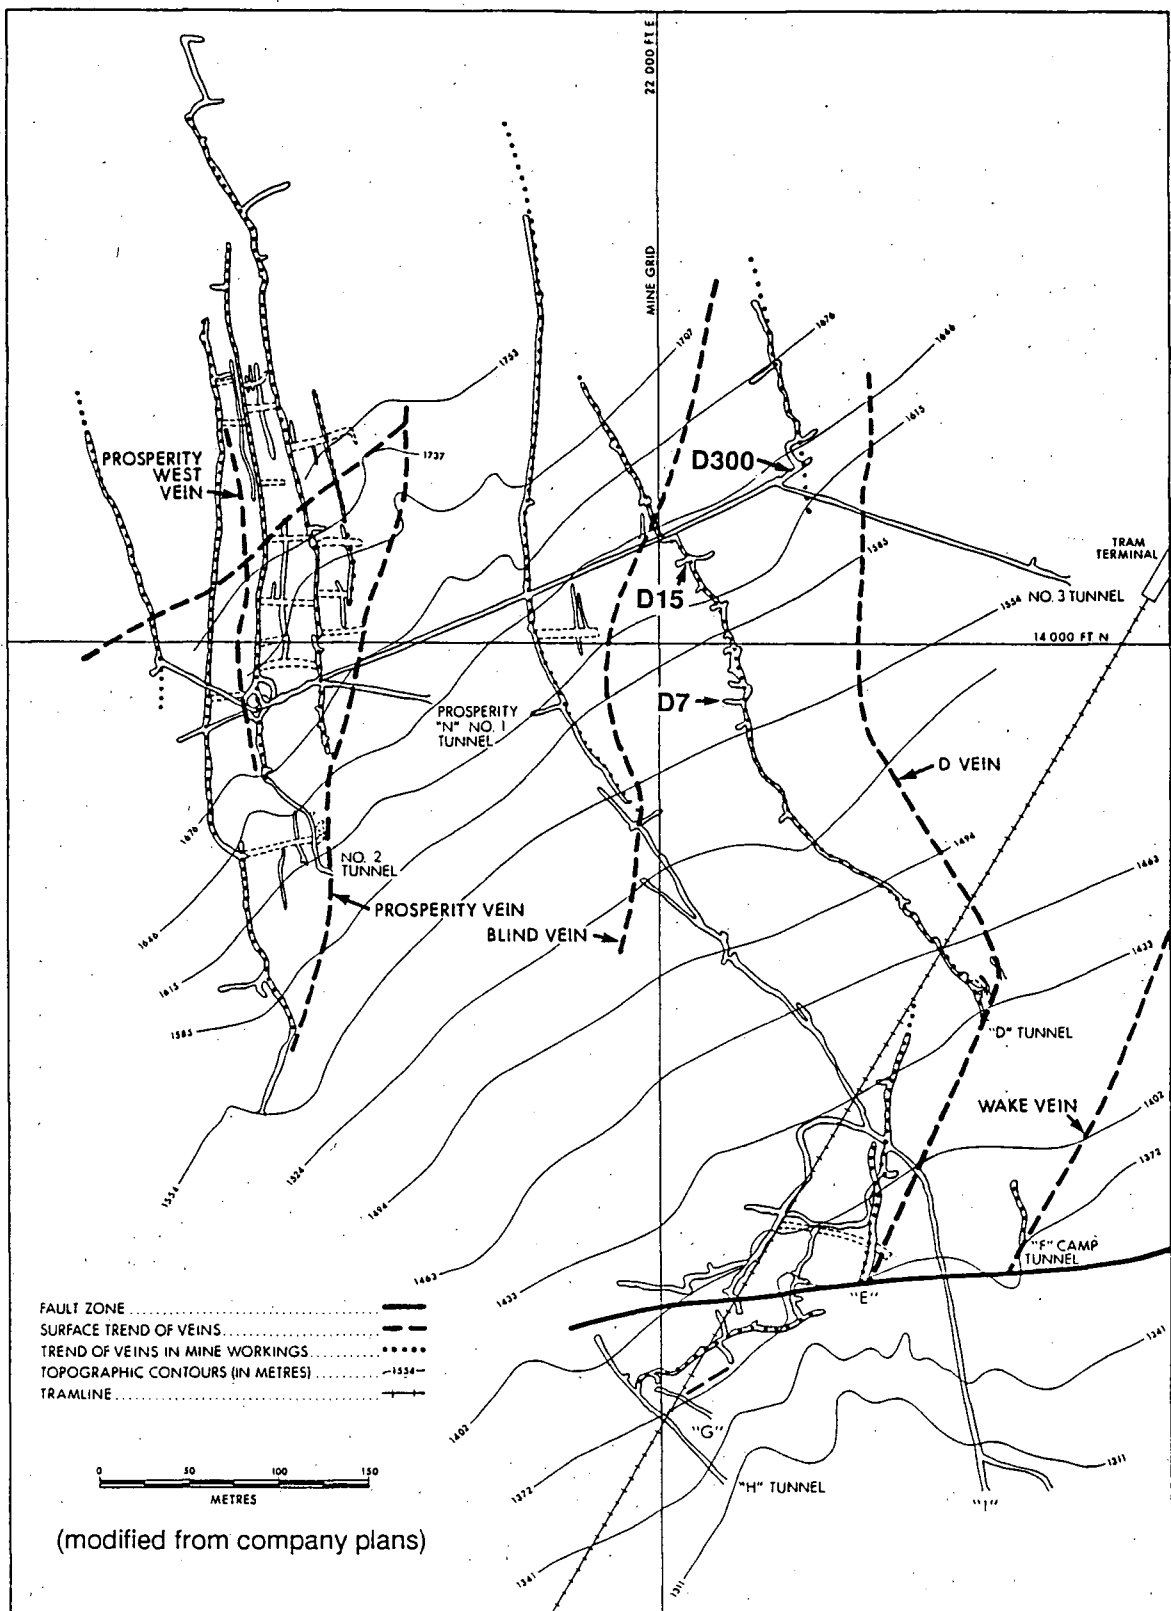 22 000 FT E
MINE GRID
1753
1707
1676
1646
1615
PROSPERITY
WEST
VEIN
1737
D300
1585
TRAM
TERMINAL
1554
NO. 3 TUNNEL
D15
14 000 FT N
D7
PROSPERITY
"N" NO. 1
TUNNEL
D VEIN
1670
1494
1463
NO. 2
TUNNEL
PROSPERITY VEIN
BLIND VEIN
1646
1615
1433
1585
"D" TUNNEL
WAKE VEIN
1402
1372
1554
1524
1494
"F" CAMP
TUNNEL
1463
1433
"E"
FAULT ZONE
SURFACE TREND OF VEINS
TREND OF VEINS IN MINE WORKINGS
TOPOGRAPHIC CONTOURS (IN METRES) 1554
TRAMLINE
1341
1402
"G"
1311
0 50 100 150
METRES
1372
"H" TUNNEL
"I"
(modified from company plans)
1341
1311